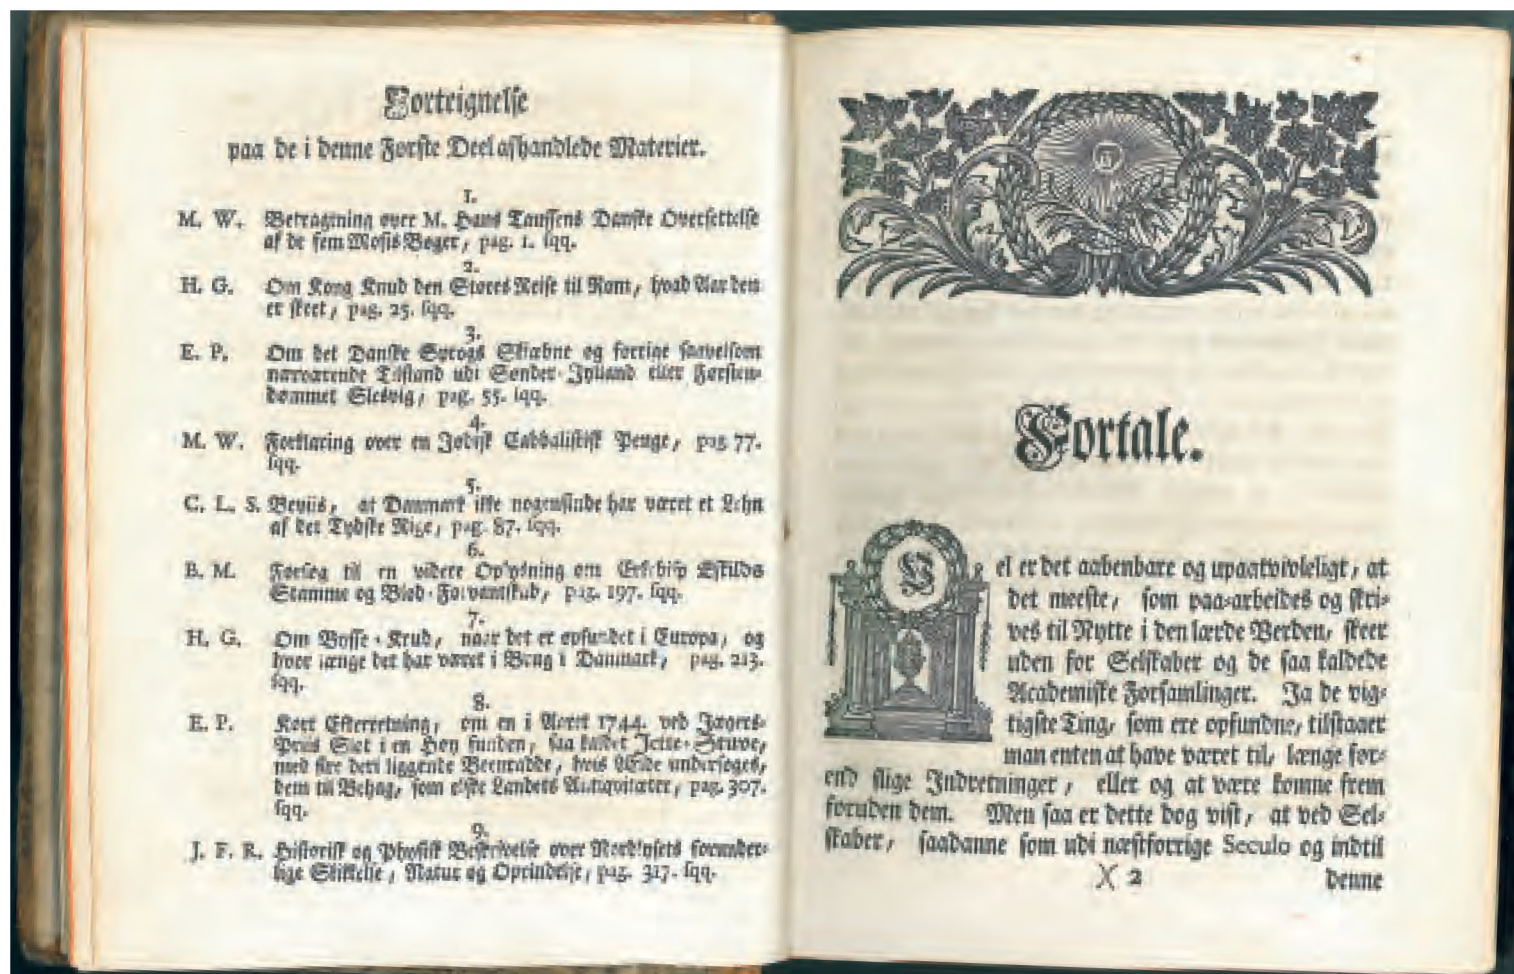 Forteignelse
paa de i denne Første Deel afhandlede Materier.
1.
M. W. Betragtning over M. Hans Taussens Danske Oversettelse
af de fem Mosis Bøger, pag. 1. sqq.
2.
H. G. Om Kong Knud den Stores Reise til Rom, hvad Aar den
er skeet, pag. 25. sqq.
3.
E. P. Om det Danske Sprogs Skiæbne og forrige saavelsom
nærværende Tilstand udi Sønder-Jylland eller Førsten-
dømmet Slesvig, pag. 55. sqq.
4.
M. W. Forklaring over en Jødisk Cabbalistisk Penge, pag 77.
sqq.
5.
C. L. S. Beviis, at Danmark ikke nogensinde har været et Lehn
af det Tydske Rige, pag. 87. sqq.
6.
B. M. Forsøg til en videre Oplysning om Erkebisp Eskilds
Stamme og Blod-Forvantskab, pag. 197. sqq.
7.
H. G. Om Bøsse-Krud, naar det er opfundet i Europa, og
hvor længe det har været i Brug i Danmark, pag. 213.
sqq.
8.
E. P. Kort Efterretning, om en i Aaret 1744. ved Jægers-
Priis Slot i en Høy funden, saa kaldet Jette-Stuve,
med fire deri liggende Beenradde, hvis Ælde undersøges,
dem til Behag, som elske Landets Antiqviteter, pag. 307.
sqq.
9.
J. F. R. Historisk og Physisk Beskrivelse over Nordlysets forunder-
lige Skikkelse, Natur og Oprindelse, pag. 317. sqq.
Fortale.
Vel er det aabenbare og upaatvivleligt, at
det meeste, som paa-arbeides og skri-
ves til Nytte i den lærde Verden, skeer
uden for Selskaber og de saa kaldede
Academiske Forsamlinger. Ja de vig-
tigste Ting, som ere opfundne, tilstaaer
man enten at have været til, længe for-
end slige Indretninger, eller og at være komne frem
foruden dem. Men saa er dette dog vist, at ved Sel-
skaber, saadanne som udi næstforrige Seculo og indtil
X 2 denne